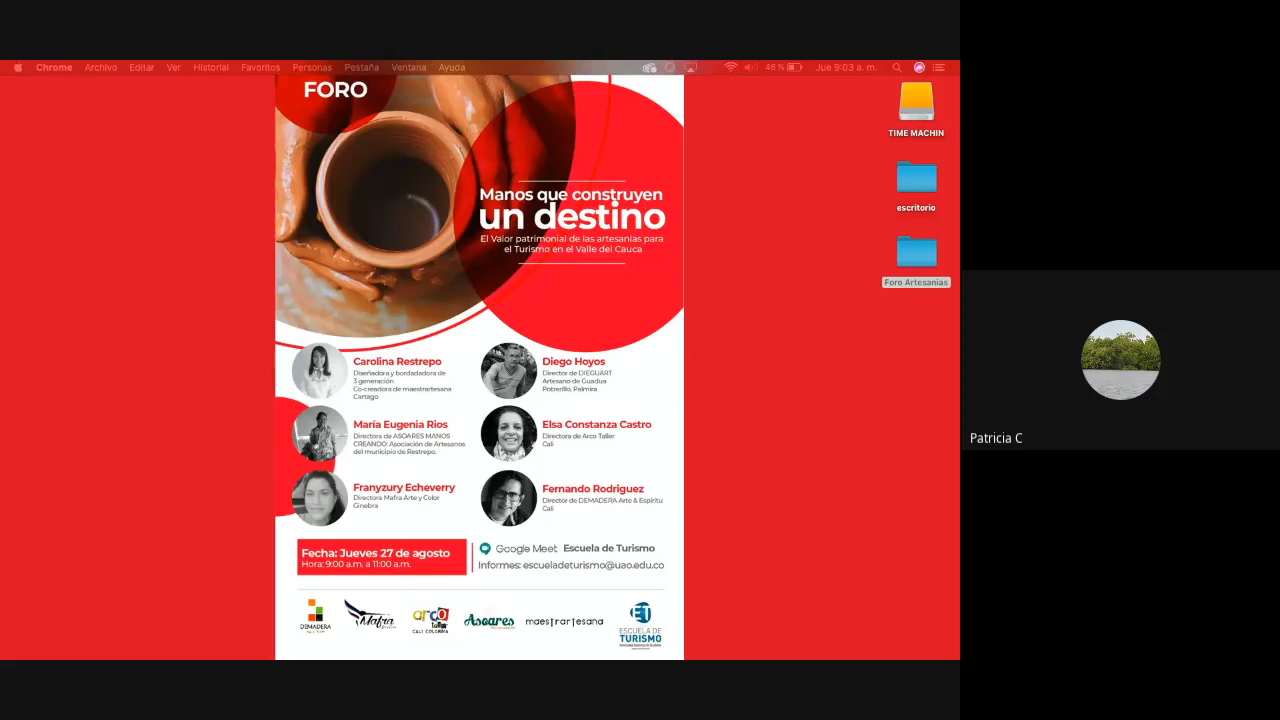 Chrome Archivo Editar Ver Historial Favoritos Personas Pestaña Ventana Ayuda
48 % Jue 9:03 a. m.
TIME MACHIN
escritorio
Foro Artesanias
FORO
Manos que construyen
un destino
El Valor patrimonial de las artesanías para
el Turismo en el Valle del Cauca
Carolina Restrepo
Diseñadora y bordadadora de
3 generación
Co-creadora de maestrartesana
Cartago
Diego Hoyos
Director de DIEGUART
Artesano de Guadua
Potrerillo, Palmira
María Eugenia Rios
Directora de ASOARES MANOS
CREANDO: Asociación de Artesanos
del municipio de Restrepo.
Elsa Constanza Castro
Directora de Arco Taller
Cali
Franyzury Echeverry
Directora Mafra Arte y Color
Ginebra
Fernando Rodriguez
Director de DEMADERA Arte & Espíritu
Cali
Fecha: Jueves 27 de agosto
Hora: 9:00 a.m. a 11:00 a.m.
Google Meet Escuela de Turismo
Informes: escueladeturismo@uao.edu.co
DEMADERA
Mafra
arco
taller
CALI COLOMBIA
Asoares
maestrartesana
ET
ESCUELA DE
TURISMO
Patricia C